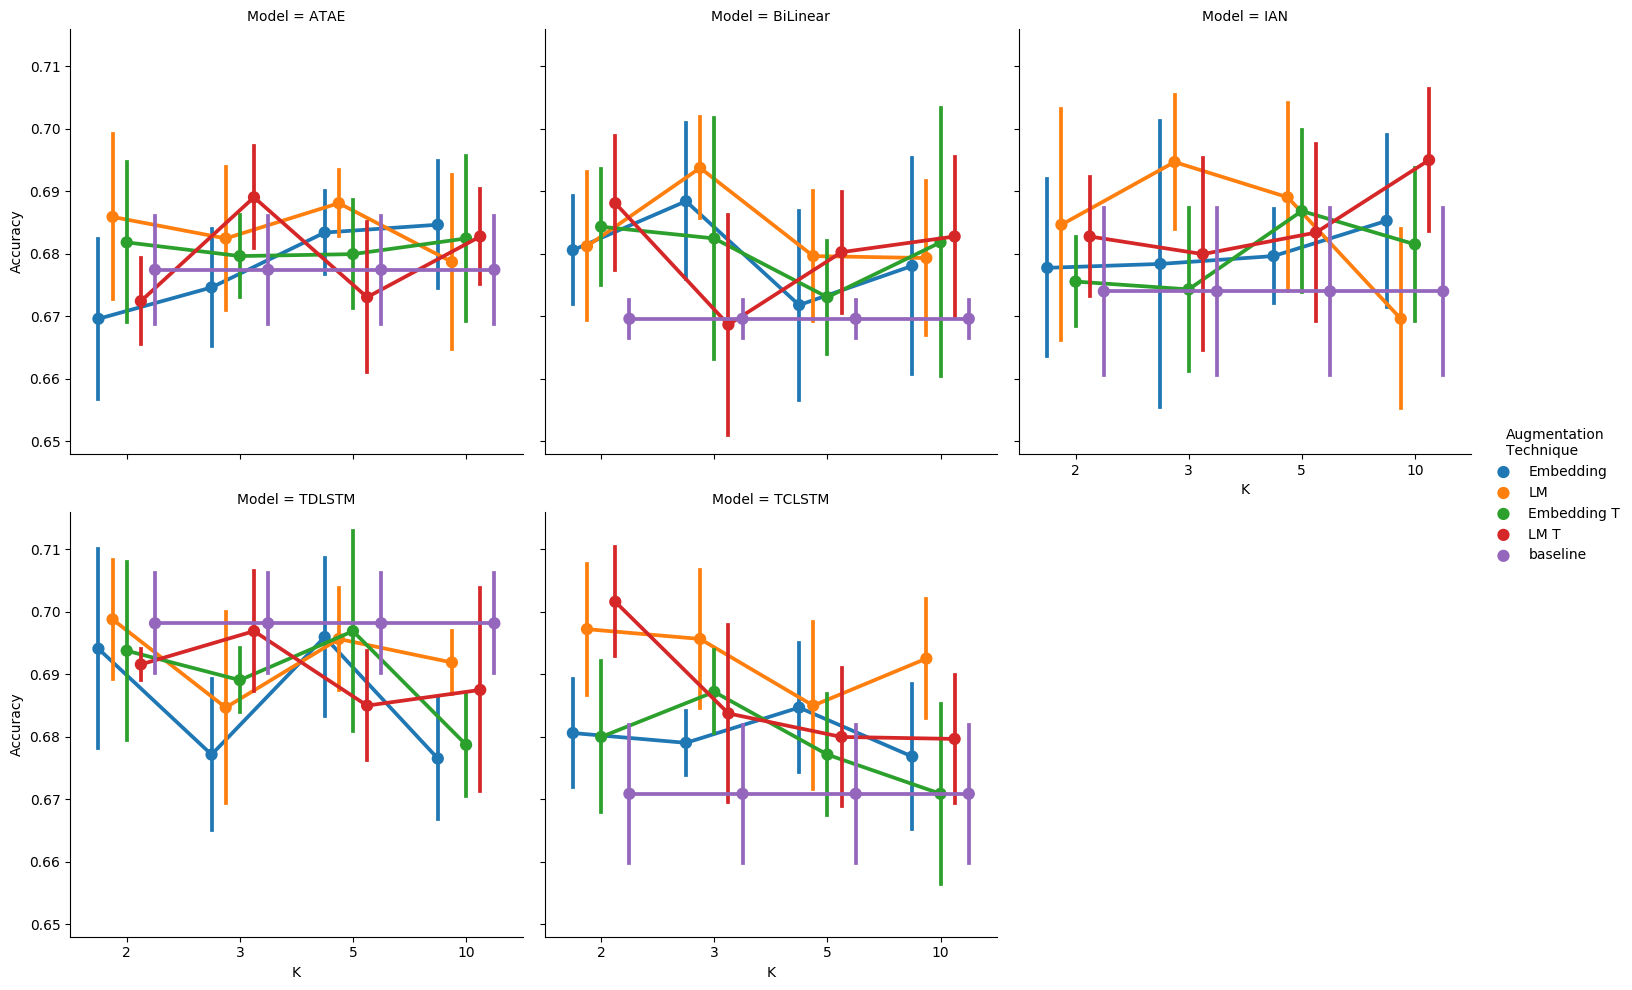 Model = ATAE
Model = BiLinear
Model = IAN
Accuracy
0.71
0.70
0.69
0.68
0.67
0.66
0.65
2
3
5
10
K
Augmentation
Technique
Embedding
LM
Embedding T
LM T
baseline
Model = TDLSTM
Model = TCLSTM
Accuracy
0.71
0.70
0.69
0.68
0.67
0.66
0.65
2
3
5
10
K
2
3
5
10
K